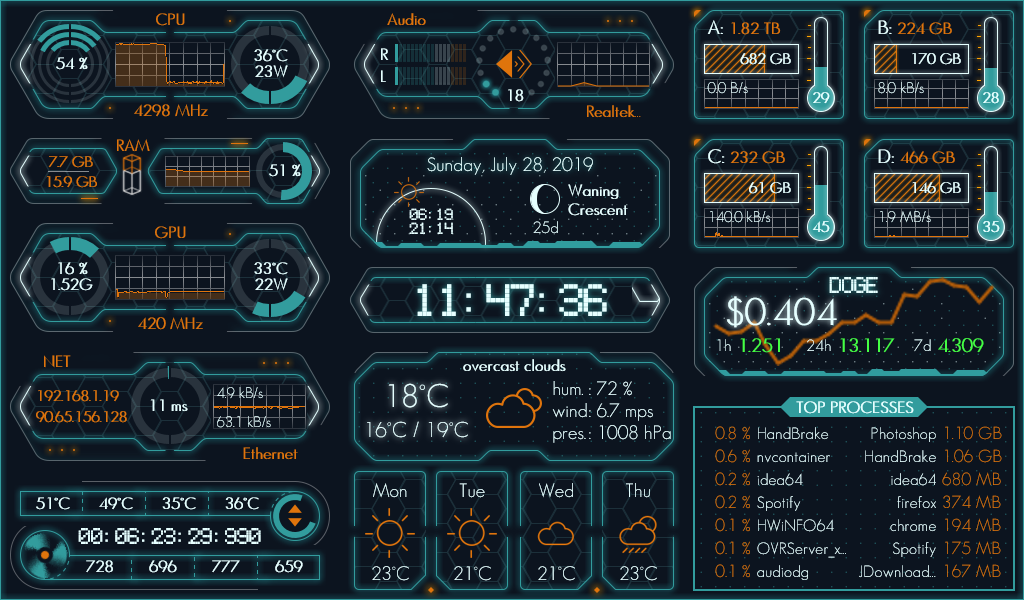 CPU
54 %
36°C
23W
4298 MHz
RAM
7.7 GB
15.9 GB
51 %
GPU
16 %
1.52G
33°C
22W
420 MHz
NET
192.168.1.19
90.65.156.128
11 ms
4.9 kB/s
63.1 kB/s
Ethernet
51°C 49°C 35°C 36°C
00:06:23:29:990
728 696 777 659
Audio
R
L
18
Realtek...
Sunday, July 28, 2019
06:19
21:14
Waning
Crescent
25d
11:47:36
overcast clouds
18°C
16°C / 19°C
hum. : 72 %
wind: 6.7 mps
pres.: 1008 hPa
Mon Tue Wed Thu
23°C 21°C 21°C 23°C
A: 1.82 TB
682 GB
0.0 B/s
29
B: 224 GB
170 GB
8.0 kB/s
28
C: 232 GB
61 GB
140.0 kB/s
45
D: 466 GB
146 GB
1.9 MB/s
35
DOGE
$0.404
1h 1.251 24h 13.117 7d 4.309
TOP PROCESSES
0.8 % HandBrake Photoshop 1.10 GB
0.6 % nvcontainer HandBrake 1.06 GB
0.2 % idea64 idea64 680 MB
0.2 % Spotify firefox 374 MB
0.1 % HWiNFO64 chrome 194 MB
0.1 % OVRServer_x... Spotify 175 MB
0.1 % audiodg JDownload... 167 MB